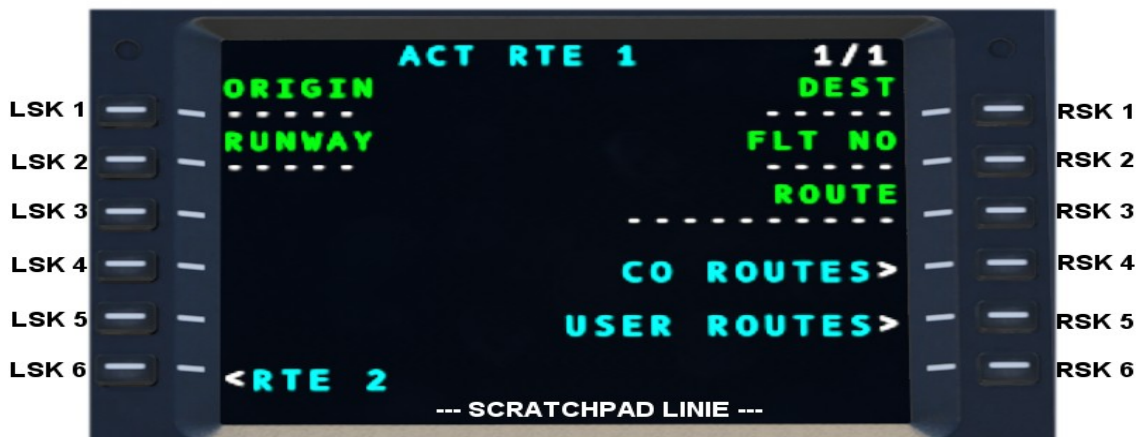 ACT RTE 1 1/1
ORIGIN DEST
LSK 1 - - - - - - - - - - RSK 1
RUNWAY FLT NO
LSK 2 - - - - - - - - - - RSK 2
ROUTE
LSK 3 - - - - - - - - - - RSK 3
LSK 4 CO ROUTES> RSK 4
LSK 5 USER ROUTES> RSK 5
LSK 6 <RTE 2 RSK 6
--- SCRATCHPAD LINIE ---